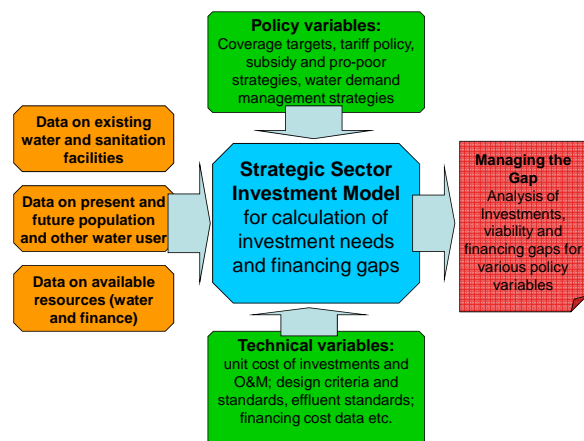 Policy variables:
Coverage targets, tariff policy,
subsidy and pro-poor
strategies, water demand
management strategies
Data on existing
water and sanitation
facilities
Data on present and
future population
and other water user
Data on available
resources (water
and finance)
Strategic Sector
Investment Model
for calculation of
investment needs
and financing gaps
Managing the
Gap
Analysis of
Investments,
viability and
financing gaps for
various policy
variables
Technical variables:
unit cost of investments and
O&M; design criteria and
standards, effluent standards;
financing cost data etc.